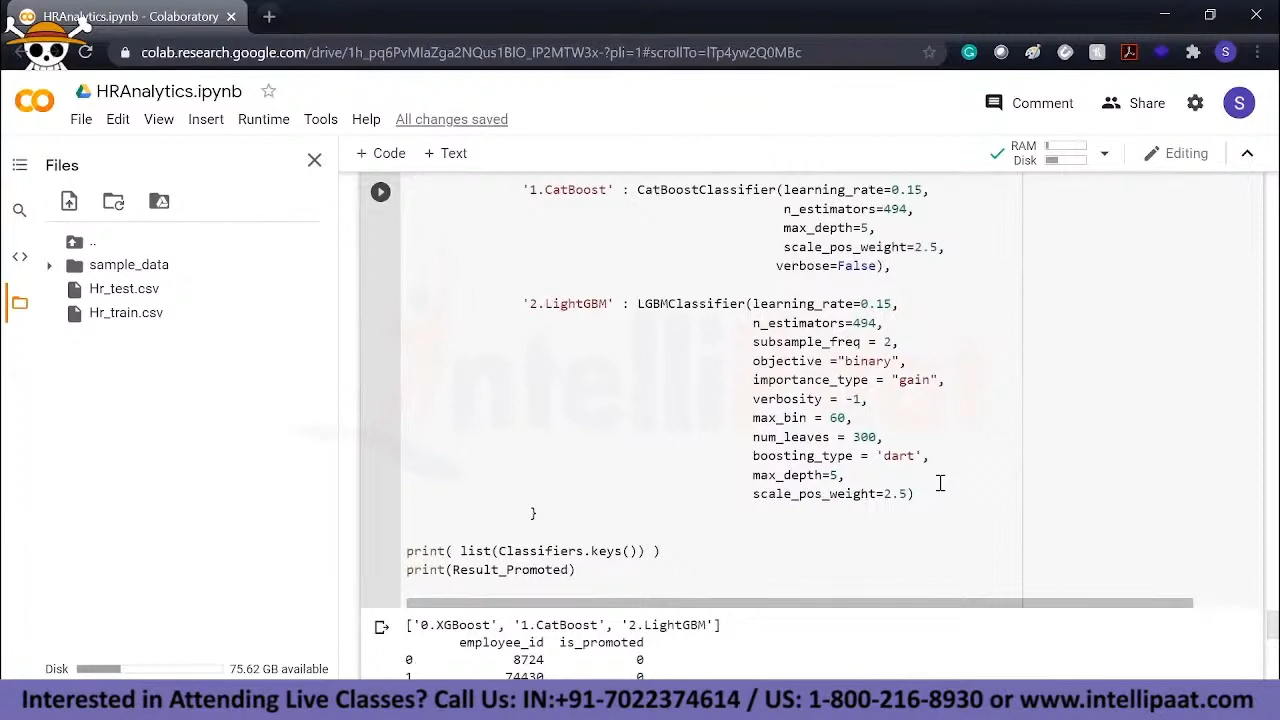 HRAnalytics.ipynb - Colaboratory
colab.research.google.com/drive/1h_pq6PvMlaZga2NQus1BIO_IP2MTW3x-?pli=1#scrollTo=ITp4yw2Q0MBc
HRAnalytics.ipynb
File Edit View Insert Runtime Tools Help All changes saved
Comment Share S
Files
+ Code + Text
RAM
Disk
Editing
..
sample_data
Hr_test.csv
Hr_train.csv
'1.CatBoost' : CatBoostClassifier(learning_rate=0.15,
n_estimators=494,
max_depth=5,
scale_pos_weight=2.5,
verbose=False),
'2.LightGBM' : LGBMClassifier(learning_rate=0.15,
n_estimators=494,
subsample_freq = 2,
objective ="binary",
importance_type = "gain",
verbosity = -1,
max_bin = 60,
num_leaves = 300,
boosting_type = 'dart',
max_depth=5,
scale_pos_weight=2.5)
}
print( list(Classifiers.keys()) )
print(Result_Promoted)
['0.XGBoost', '1.CatBoost', '2.LightGBM']
employee_id is_promoted
0 8724 0
1 74430 0
intellipaat
Disk 75.62 GB available
Interested in Attending Live Classes? Call Us: IN:+91-7022374614 / US: 1-800-216-8930 or www.intellipaat.com